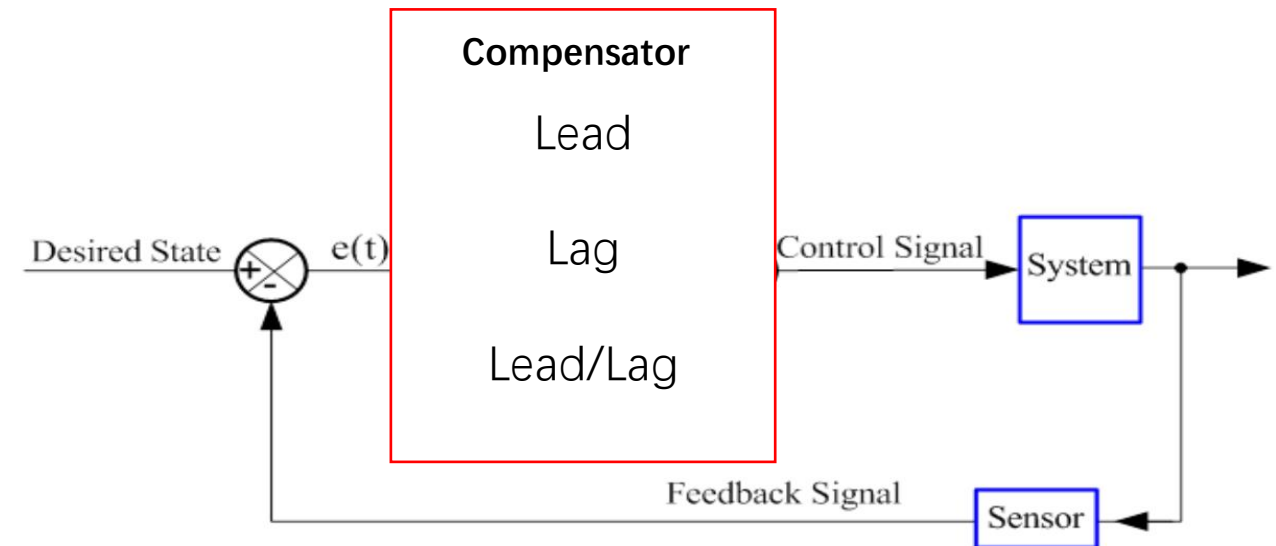 Compensator
Lead
Desired State
+
-
e(t)
Lag
Control Signal
System
Lead/Lag
Feedback Signal
Sensor